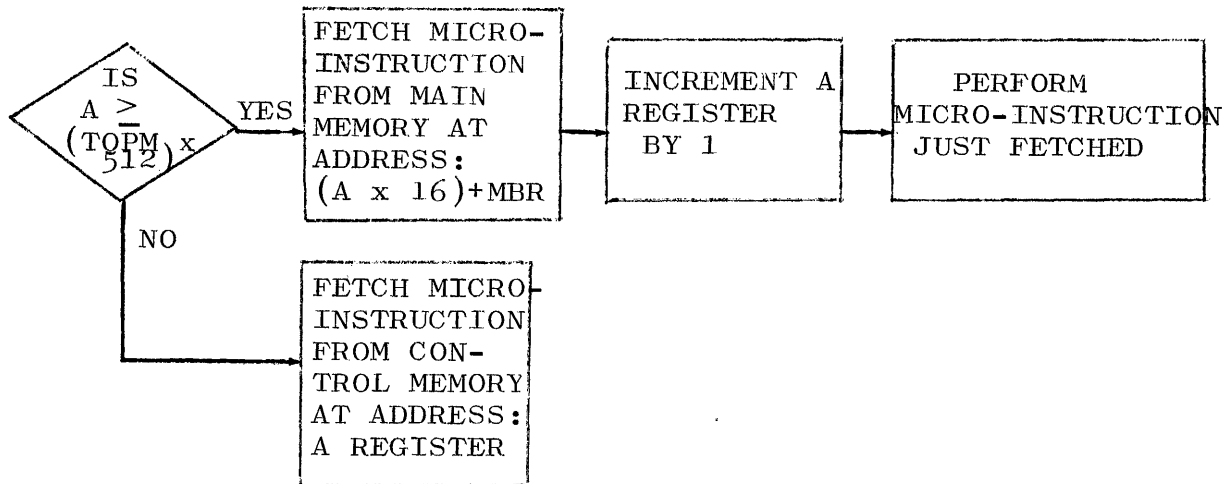 IS
A ≥
(TOPM x
512)
YES
NO
FETCH MICRO-
INSTRUCTION
FROM MAIN
MEMORY AT
ADDRESS:
(A x 16)+MBR
INCREMENT A
REGISTER
BY 1
PERFORM
MICRO-INSTRUCTION
JUST FETCHED
FETCH MICRO-
INSTRUCTION
FROM CON-
TROL MEMORY
AT ADDRESS:
A REGISTER